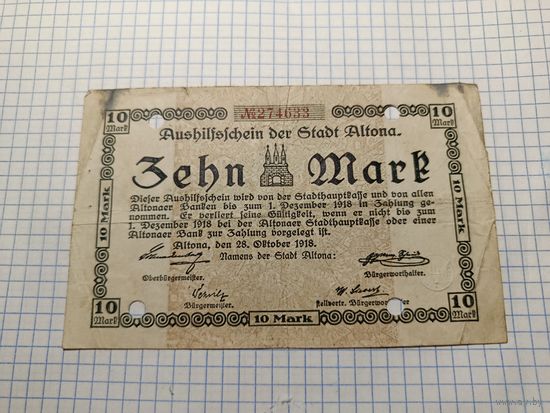 10 Mark
№ 274633
10 Mark
Aushilfsschein der Stadt Altona.
Zehn Mark
Dieser Aushilfsschein wird von der Stadthauptkasse und von allen
Altonaer Banken bis zum 1. Dezember 1918 in Zahlung ge-
nommen. Er verliert seine Gültigkeit, wenn er nicht bis zum
1. Dezember 1918 bei der Altonaer Stadthauptkasse oder einer
Altonaer Bank zur Zahlung vorgelegt ist.
10 Mark
10 Mark
Altona, den 28. Oktober 1918.
Namens der Stadt Altona:
Oberbürgermeister.
Bürgerworthalter.
Bürgermeister.
stellvertr. Bürgerworthalter
10 Mark
10 Mark
10 Mark
ay.by